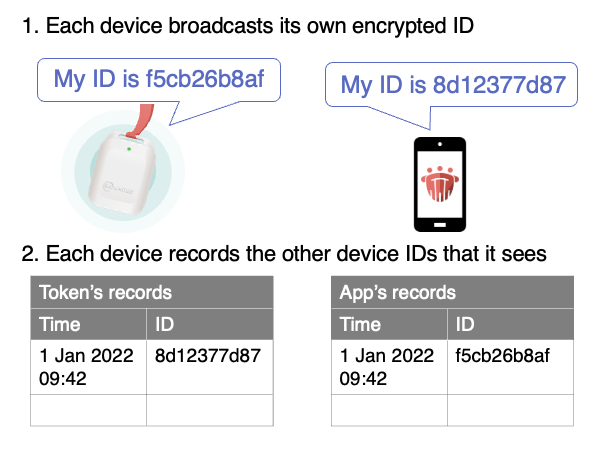 1. Each device broadcasts its own encrypted ID
My ID is f5cb26b8af
My ID is 8d12377d87
2. Each device records the other device IDs that it sees
Token's records
Time ID
1 Jan 2022 8d12377d87
09:42
App's records
Time ID
1 Jan 2022 f5cb26b8af
09:42